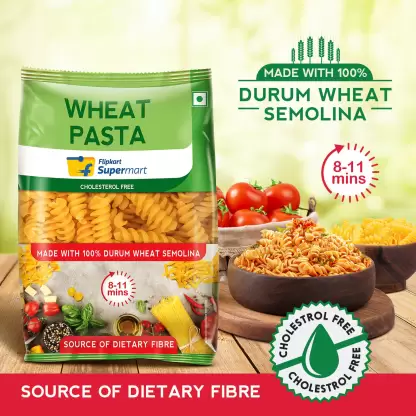 WHEAT
PASTA
Flipkart
Supermart
CHOLESTEROL FREE
MADE WITH 100% DURUM WHEAT SEMOLINA
8-11
mins
SOURCE OF DIETARY FIBRE
MADE WITH 100%
DURUM WHEAT
SEMOLINA
8-11
mins
CHOLESTROL FREE
CHOLESTROL FREE
SOURCE OF DIETARY FIBRE